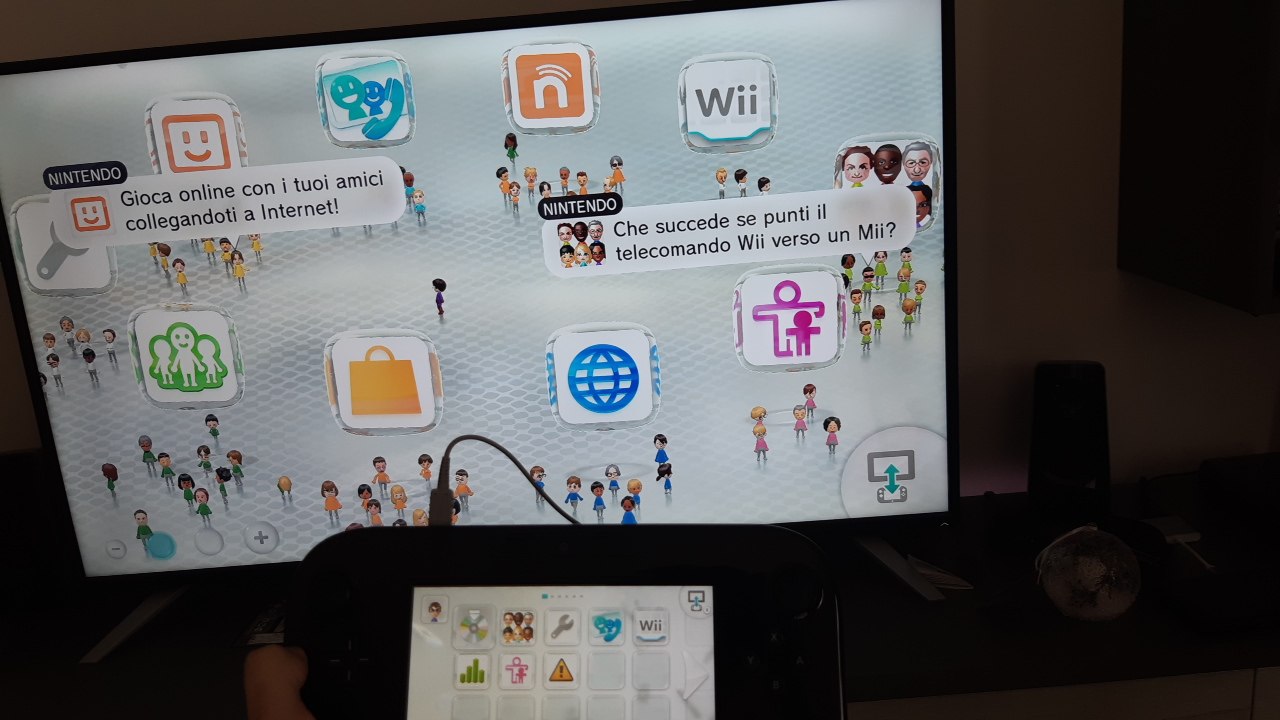 Wii
NINTENDO
Gioca online con i tuoi amici
collegandoti a Internet!
NINTENDO
Che succede se punti il
telecomando Wii verso un Mii?
Wii
X
Y
A
B